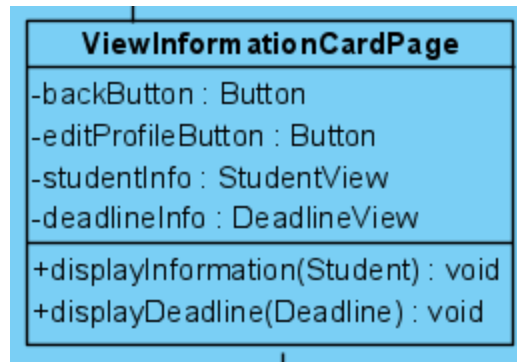 ViewInformationCardPage
-backButton : Button
-editProfileButton : Button
-studentInfo : StudentView
-deadlineInfo : DeadlineView
+displayInformation(Student) : void
+displayDeadline(Deadline) : void